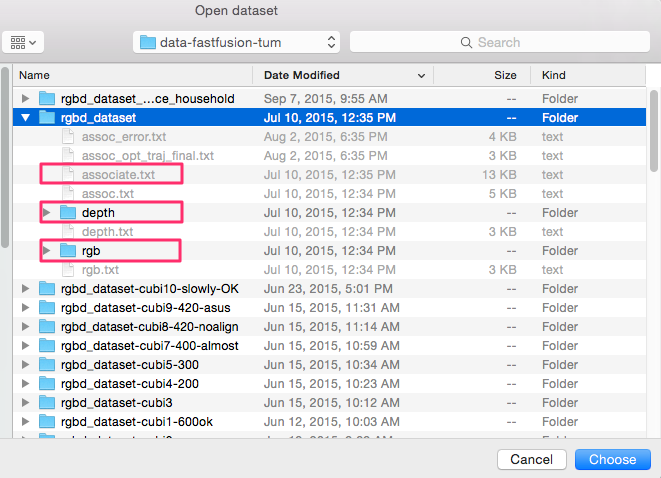 Open dataset
data-fastfusion-tum Search
Name Date Modified Size Kind
rgbd_dataset_...ce_household Sep 7, 2015, 9:55 AM -- Folder
rgbd_dataset Jul 10, 2015, 12:35 PM -- Folder
assoc_error.txt Aug 2, 2015, 6:35 PM 4 KB text
assoc_opt_traj_final.txt Aug 2, 2015, 6:35 PM 3 KB text
associate.txt Jul 10, 2015, 12:35 PM 13 KB text
assoc.txt Jul 10, 2015, 12:34 PM 5 KB text
depth Jul 10, 2015, 12:34 PM -- Folder
depth.txt Jul 10, 2015, 12:34 PM 3 KB text
rgb Jul 10, 2015, 12:34 PM -- Folder
rgb.txt Jul 10, 2015, 12:34 PM 3 KB text
rgbd_dataset-cubi10-slowly-OK Jun 23, 2015, 5:01 PM -- Folder
rgbd_dataset-cubi9-420-asus Jun 15, 2015, 11:31 AM -- Folder
rgbd_dataset-cubi8-420-noalign Jun 15, 2015, 11:14 AM -- Folder
rgbd_dataset-cubi7-400-almost Jun 15, 2015, 10:59 AM -- Folder
rgbd_dataset-cubi5-300 Jun 15, 2015, 10:34 AM -- Folder
rgbd_dataset-cubi4-200 Jun 15, 2015, 10:23 AM -- Folder
rgbd_dataset-cubi3 Jun 15, 2015, 10:12 AM -- Folder
rgbd_dataset-cubi1-600ok Jun 12, 2015, 10:03 AM -- Folder
Cancel Choose